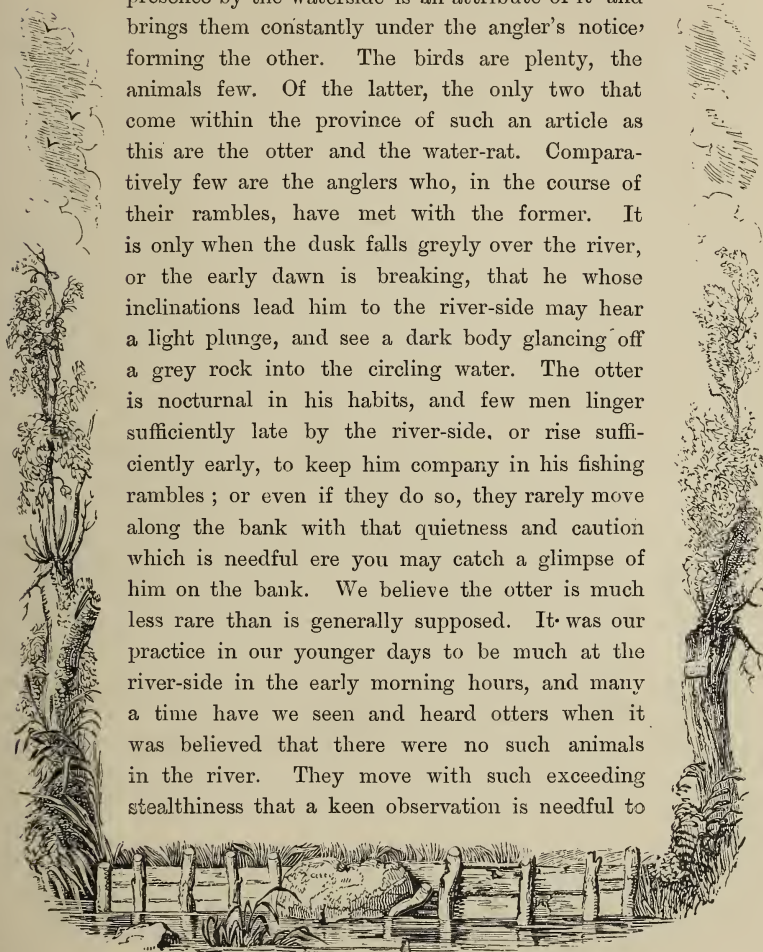 presence by the waterside is an attribute of it and
brings them constantly under the angler's notice,
forming the other. The birds are plenty, the
animals few. Of the latter, the only two that
come within the province of such an article as
this are the otter and the water-rat. Compara-
tively few are the anglers who, in the course of
their rambles, have met with the former. It
is only when the dusk falls greyly over the river,
or the early dawn is breaking, that he whose
inclinations lead him to the river-side may hear
a light plunge, and see a dark body glancing off
a grey rock into the circling water. The otter
is nocturnal in his habits, and few men linger
sufficiently late by the river-side. or rise suffi-
ciently early, to keep him company in his fishing
rambles ; or even if they do so, they rarely move
along the bank with that quietness and caution
which is needful ere you may catch a glimpse of
him on the bank. We believe the otter is much
less rare than is generally supposed. It was our
practice in our younger days to be much at the
river-side in the early morning hours, and many
a time have we seen and heard otters when it
was believed that there were no such animals
in the river. They move with such exceeding
stealthiness that a keen observation is needful to